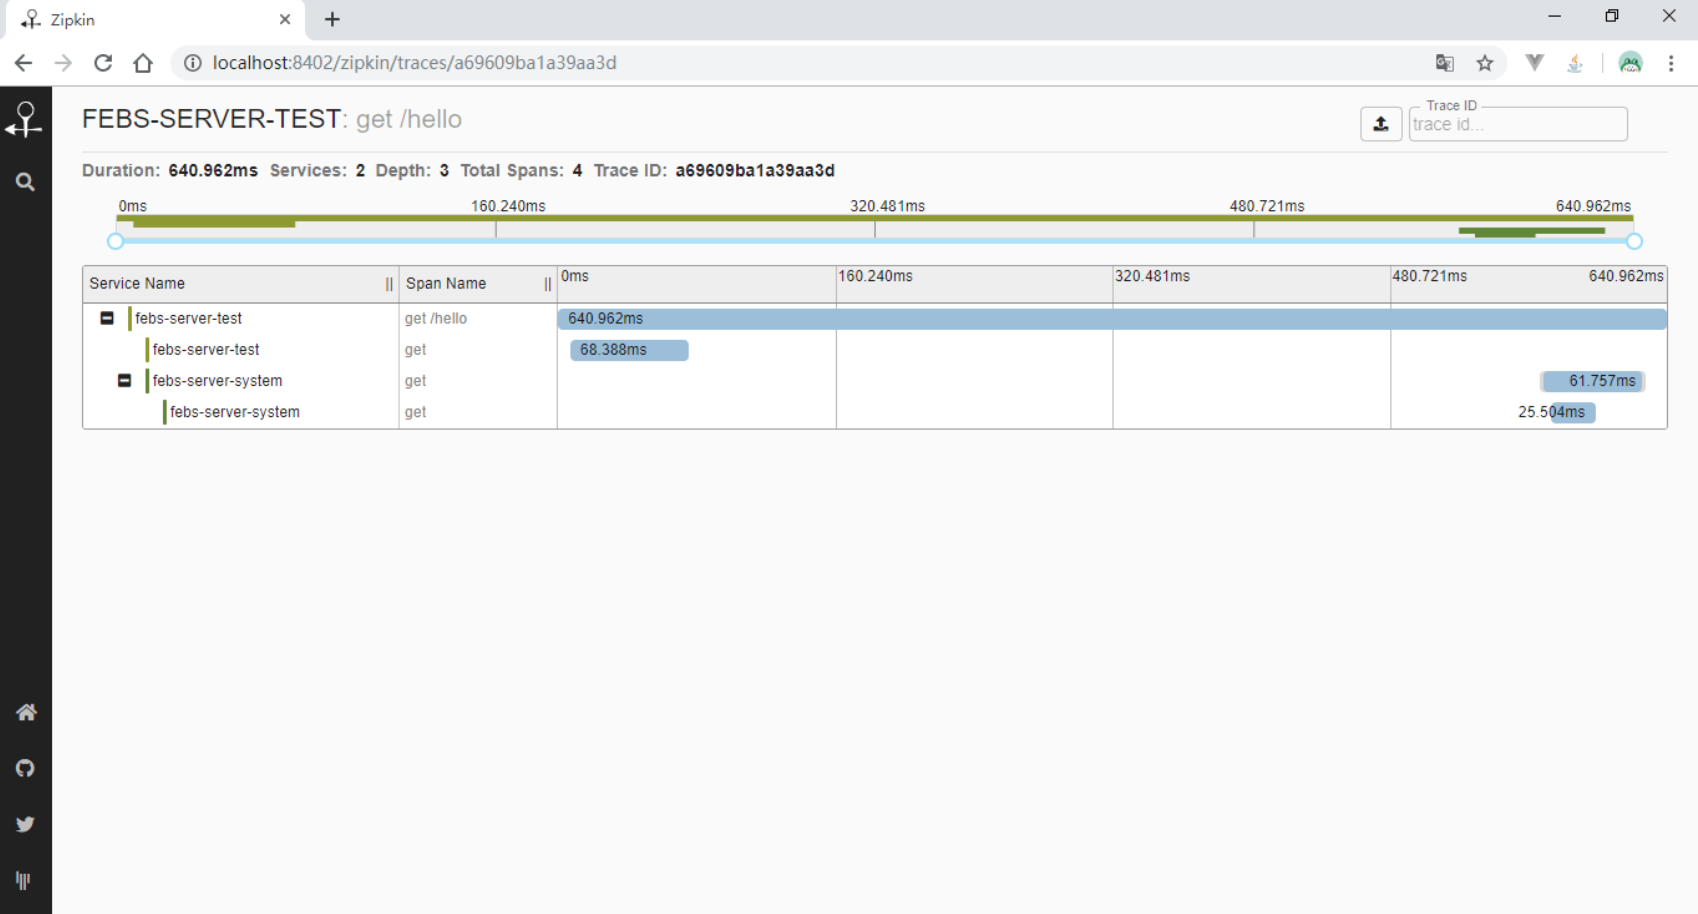 Zipkin
localhost:8402/zipkin/traces/a69609ba1a39aa3d
FEBS-SERVER-TEST: get /hello
Trace ID
trace id...
Duration: 640.962ms Services: 2 Depth: 3 Total Spans: 4 Trace ID: a69609ba1a39aa3d
0ms 160.240ms 320.481ms 480.721ms 640.962ms
Service Name Span Name 0ms 160.240ms 320.481ms 480.721ms 640.962ms
febs-server-test get /hello 640.962ms
febs-server-test get 68.388ms
febs-server-system get 61.757ms
febs-server-system get 25.504ms